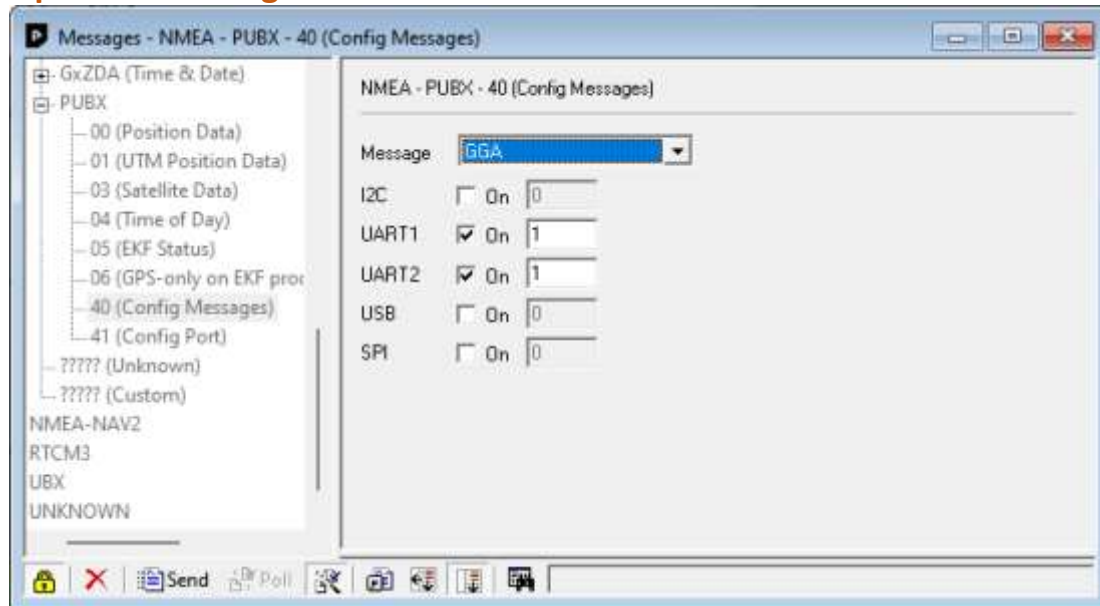 Messages - NMEA - PUBX - 40 (Config Messages)
GxZDA (Time & Date)
PUBX
00 (Position Data)
01 (UTM Position Data)
03 (Satellite Data)
04 (Time of Day)
05 (EKF Status)
06 (GPS-only on EKF proc
40 (Config Messages)
41 (Config Port)
????? (Unknown)
????? (Custom)
NMEA-NAV2
RTCM3
UBX
UNKNOWN
NMEA - PUBX - 40 (Config Messages)
Message GGA
I2C On 0
UART1 On 1
UART2 On 1
USB On 0
SPI On 0
Send Poll